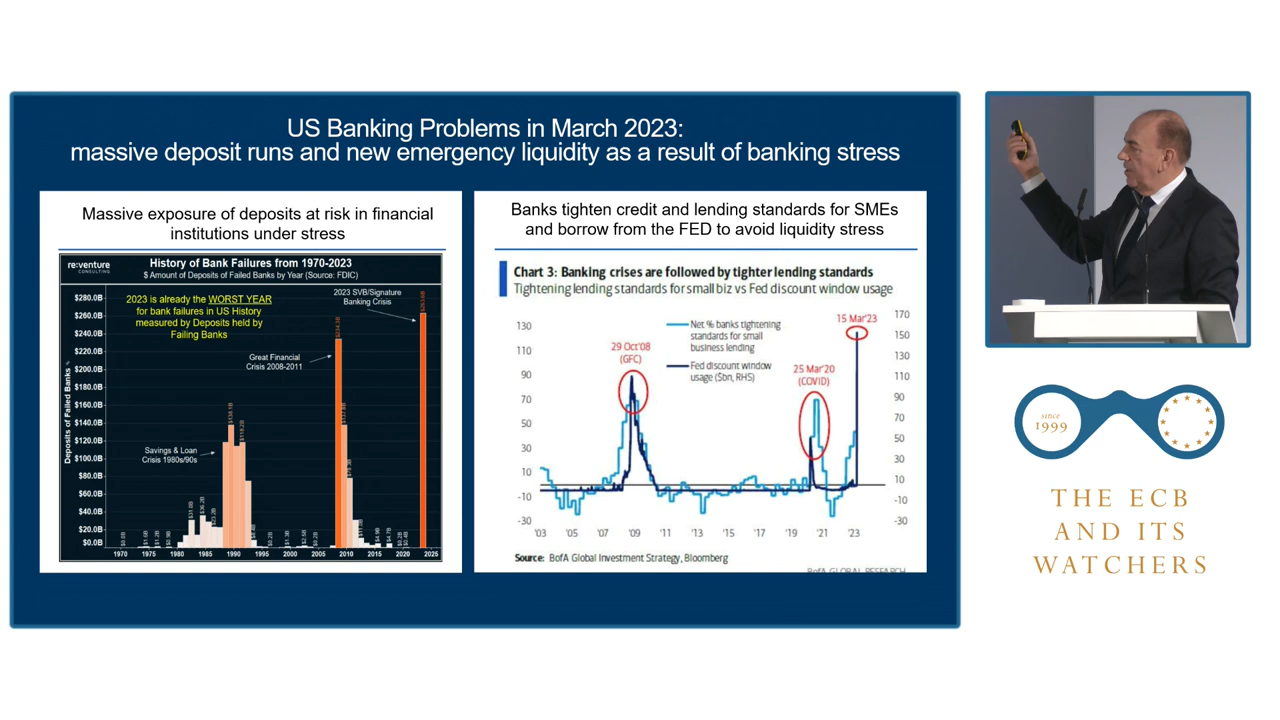 US Banking Problems in March 2023:
massive deposit runs and new emergency liquidity as a result of banking stress
Massive exposure of deposits at risk in financial
institutions under stress
re:venture
CONSULTING
History of Bank Failures from 1970-2023
$ Amount of Deposits of Failed Banks by Year (Source: FDIC)
2023 is already the WORST YEAR
for bank failures in US History
measured by Deposits held by
Failing Banks
2023 SVB/Signature
Banking Crisis
Great Financial
Crisis 2008-2011
Savings & Loan
Crisis 1980s/90s
Deposits of Failed Banks
$280.0B
$260.0B
$240.0B
$220.0B
$200.0B
$180.0B
$160.0B
$140.0B
$120.0B
$100.0B
$80.0B
$60.0B
$40.0B
$20.0B
$0.0B
1970
1975
1980
1985
1990
1995
2000
2005
2010
2015
2020
2025
Banks tighten credit and lending standards for SMEs
and borrow from the FED to avoid liquidity stress
Chart 3: Banking crises are followed by tighter lending standards
Tightening lending standards for small biz vs Fed discount window usage
130
110
90
70
50
30
10
-10
-30
Net % banks tightening
standards for small
business lending
Fed discount window
usage ($bn, RHS)
29 Oct'08
(GFC)
25 Mar'20
(COVID)
15 Mar'23
170
150
130
110
90
70
50
30
10
-10
-30
'03
'05
'07
'09
'11
'13
'15
'17
'19
'21
'23
Source: BofA Global Investment Strategy, Bloomberg
BofA GLOBAL RESEARCH
since
1999
THE ECB
AND ITS
WATCHERS